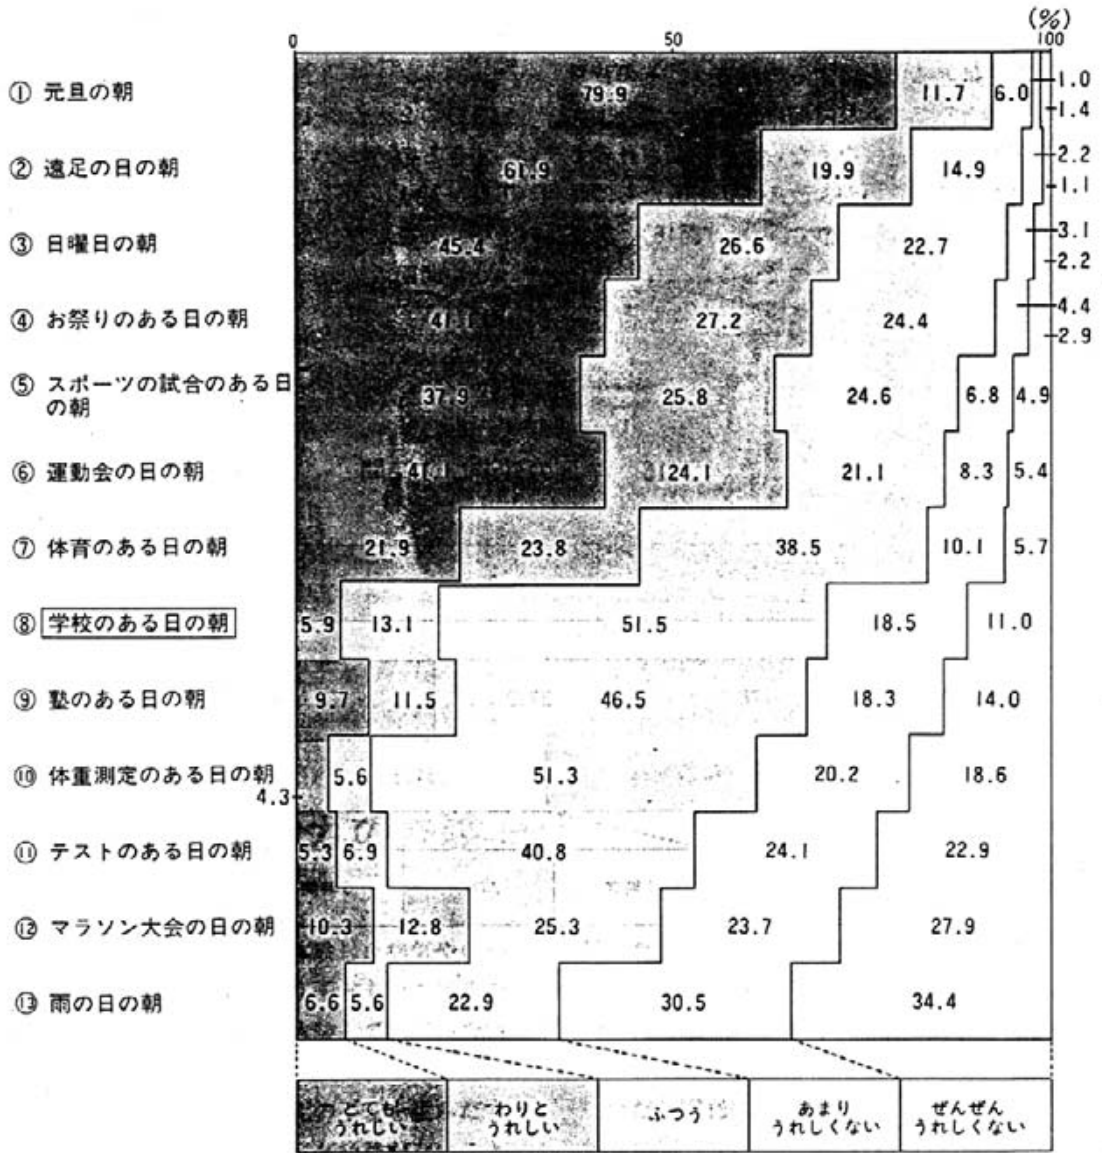 (%)
0 50 100
① 元旦の朝 79.9 11.7 6.0 1.0 1.4
② 遠足の日の朝 61.9 19.9 14.9 2.2 1.1
③ 日曜日の朝 45.4 26.6 22.7 3.1 2.2
④ お祭りのある日の朝 41.1 27.2 24.4 4.4 2.9
⑤ スポーツの試合のある日
の朝 37.9 25.8 24.6 6.8 4.9
⑥ 運動会の日の朝 41.1 24.1 21.1 8.3 5.4
⑦ 体育のある日の朝 21.9 23.8 38.5 10.1 5.7
⑧ 学校のある日の朝 5.9 13.1 51.5 18.5 11.0
⑨ 塾のある日の朝 9.7 11.5 46.5 18.3 14.0
⑩ 体重測定のある日の朝 4.3 5.6 51.3 20.2 18.6
⑪ テストのある日の朝 5.3 6.9 40.8 24.1 22.9
⑫ マラソン大会の日の朝 10.3 12.8 25.3 23.7 27.9
⑬ 雨の日の朝 6.6 5.6 22.9 30.5 34.4
とても わりと ふつう あまり ぜんぜん
うれしい うれしい うれしくない うれしくない